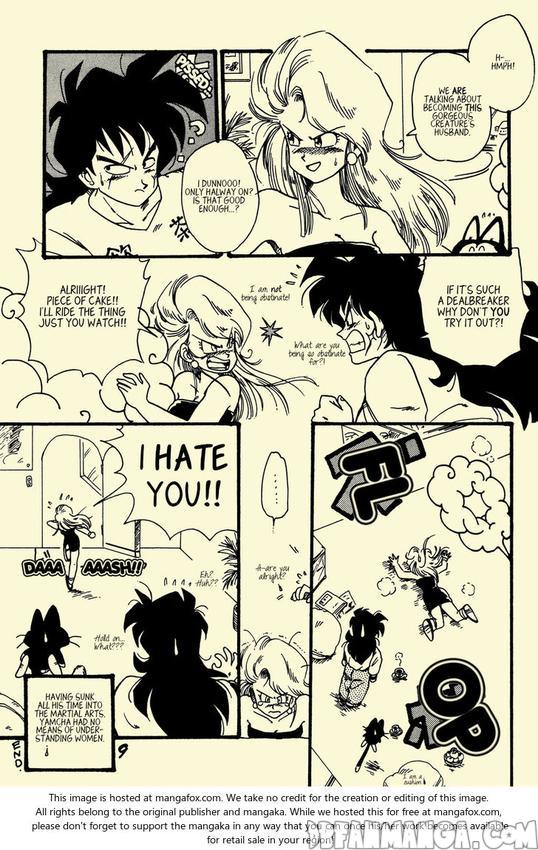 H-...
HMPH!
WE ARE
TALKING ABOUT
BECOMING THIS
GORGEOUS
CREATURE'S
HUSBAND.
I DUNNOOO!
ONLY HALWAY ON?
IS THAT GOOD
ENOUGH...?
IF IT'S SUCH
A DEALBREAKER
WHY DON'T YOU
TRY IT OUT?!
I am not
being obstinate!
What are you
being so obstinate
for?!
ALRIIIGHT!
PIECE OF CAKE!!
I'LL RIDE THE THING
JUST YOU WATCH!!
FL
OP
I am a
cushion!
......
A-are you
alright?
I HATE
YOU!!
DAAA AAASH!!
Eh?
Huh??
Hold on...
What???
HAVING SUNK
ALL HIS TIME INTO
THE MARTIAL ARTS,
YAMCHA HAD NO
MEANS OF UNDER-
STANDING WOMEN.
END.
9
This image is hosted at mangafox.com. We take no credit for the creation or editing of this image.
All rights belong to the original publisher and mangaka. While we hosted this for free at mangafox.com,
please don't forget to support the mangaka in any way that you can once his/her work becomes available
for retail sale in your region!
DBFANMANGA.COM!